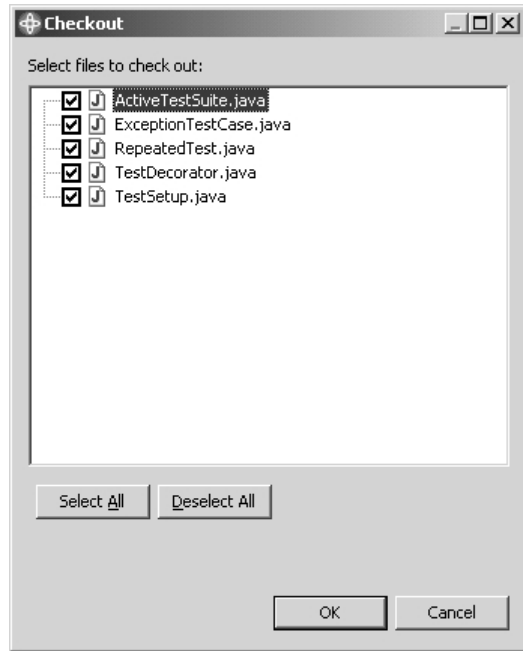 Checkout
Select files to check out:
ActiveTestSuite.java
ExceptionTestCase.java
RepeatedTest.java
TestDecorator.java
TestSetup.java
Select All
Deselect All
OK
Cancel